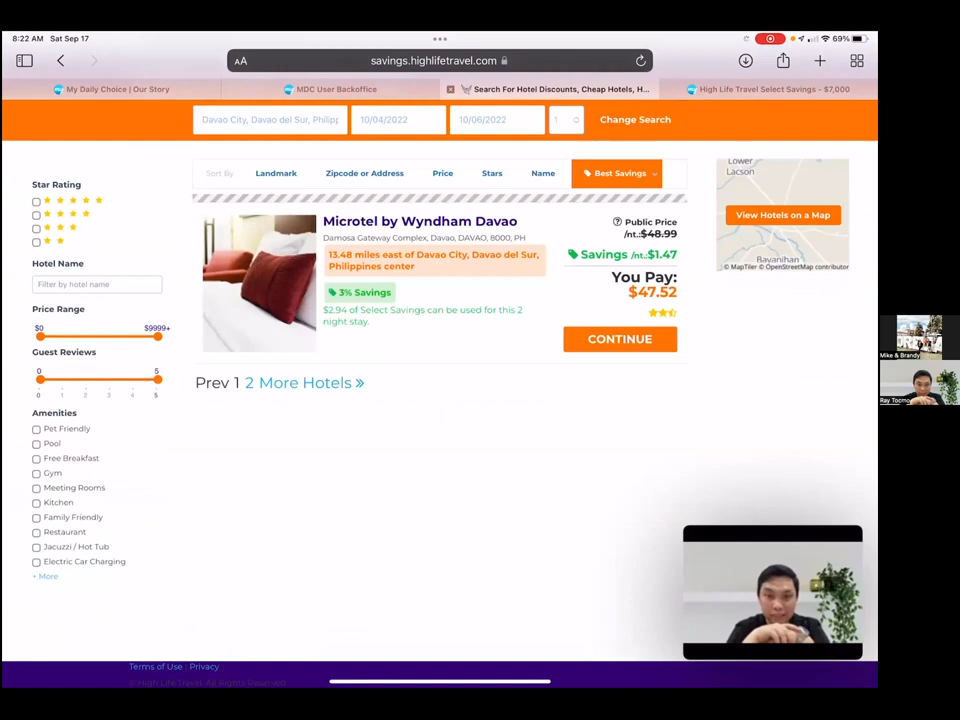 8:22 AM Sat Sep 17
69%
AA
savings.highlifetravel.com
My Daily Choice | Our Story
MDC User Backoffice
Search For Hotel Discounts, Cheap Hotels, H...
High Life Travel Select Savings - $7,000
Davao City, Davao del Sur, Philipp
10/04/2022
10/06/2022
1
Change Search
Sort By
Landmark
Zipcode or Address
Price
Stars
Name
Best Savings
Star Rating
Hotel Name
Filter by hotel name
Price Range
$0
$9999+
Guest Reviews
0
5
0 1 2 3 4 5
Amenities
Pet Friendly
Pool
Free Breakfast
Gym
Meeting Rooms
Kitchen
Family Friendly
Restaurant
Jacuzzi / Hot Tub
Electric Car Charging
+ More
Microtel by Wyndham Davao
Damosa Gateway Complex, Davao, DAVAO, 8000, PH
13.48 miles east of Davao City, Davao del Sur,
Philippines center
3% Savings
$2.94 of Select Savings can be used for this 2
night stay.
Public Price
/nt.:$48.99
Savings /nt.:$1.47
You Pay:
$47.52
CONTINUE
Prev 1 2 More Hotels »
Lower
Lacson
View Hotels on a Map
Bayanihan
© MapTiler © OpenStreetMap contributor
Mike & Brandy
Ray Tocmo
Terms of Use | Privacy
© High Life Travel. All Rights Reserved.